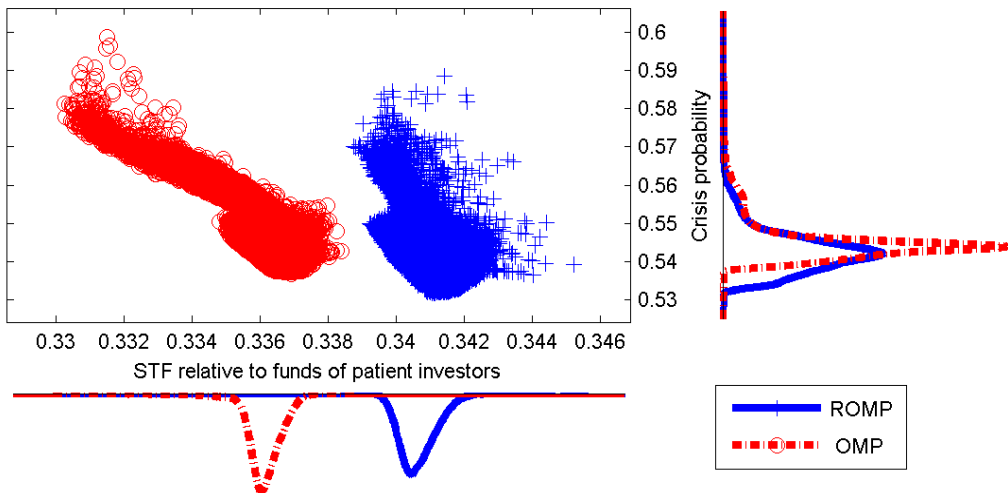 0.6
0.59
0.58
0.57
0.56
0.55
0.54
0.53
Crisis probability
0.33 0.332 0.334 0.336 0.338 0.34 0.342 0.344 0.346
STF relative to funds of patient investors
ROMP
OMP